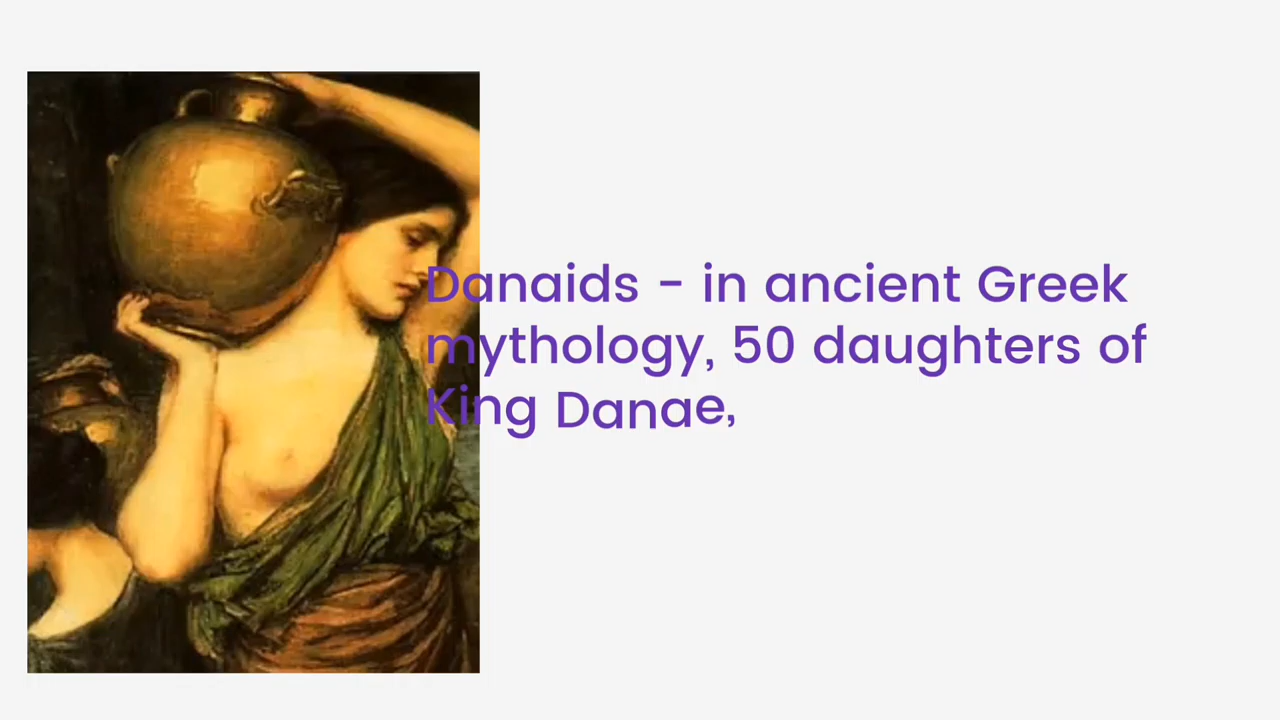 Danaids - in ancient Greek
mythology, 50 daughters of
King Danae,